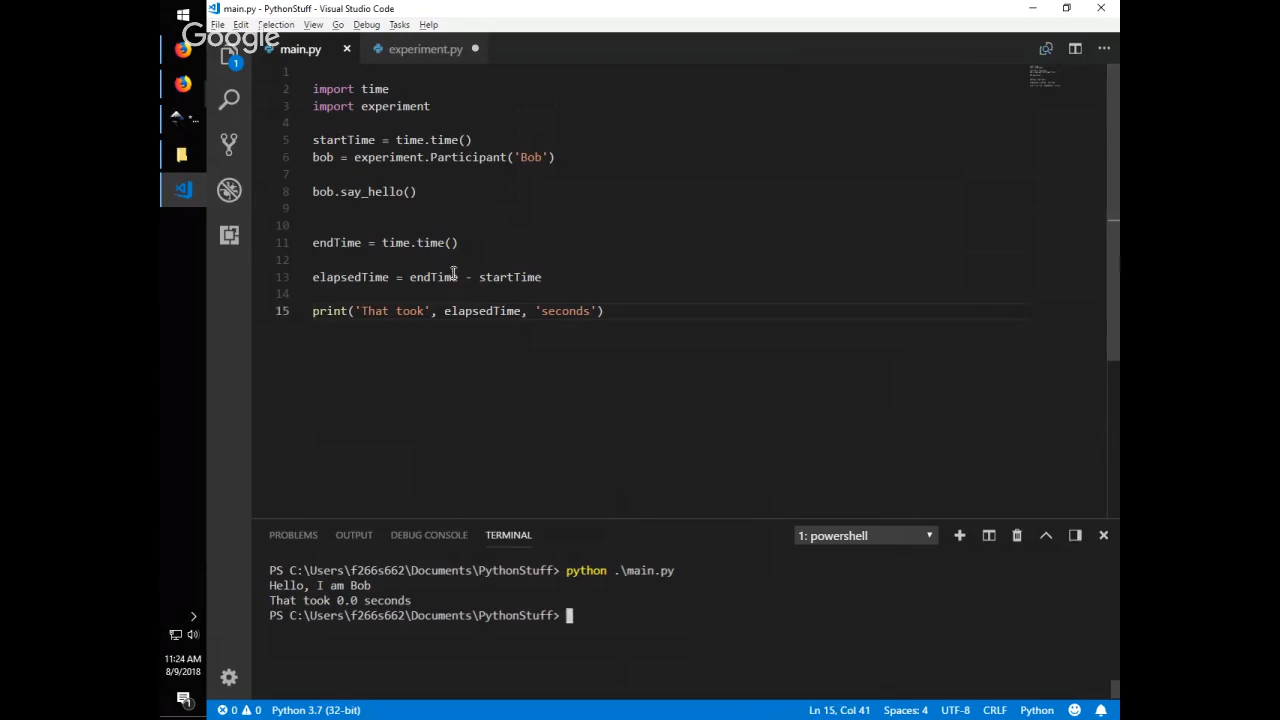 main.py - PythonStuff - Visual Studio Code
File Edit Selection View Go Debug Tasks Help
Google
main.py × experiment.py
1
1
2 import time
3 import experiment
4
5 startTime = time.time()
6 bob = experiment.Participant('Bob')
7
8 bob.say_hello()
9
10
11 endTime = time.time()
12
13 elapsedTime = endTime - startTime
14
15 print('That took', elapsedTime, 'seconds')
PROBLEMS OUTPUT DEBUG CONSOLE TERMINAL 1: powershell
PS C:\Users\f266s662\Documents\PythonStuff> python .\main.py
Hello, I am Bob
That took 0.0 seconds
PS C:\Users\f266s662\Documents\PythonStuff>
11:24 AM
8/9/2018
1
0 0 Python 3.7 (32-bit) Ln 15, Col 41 Spaces: 4 UTF-8 CRLF Python